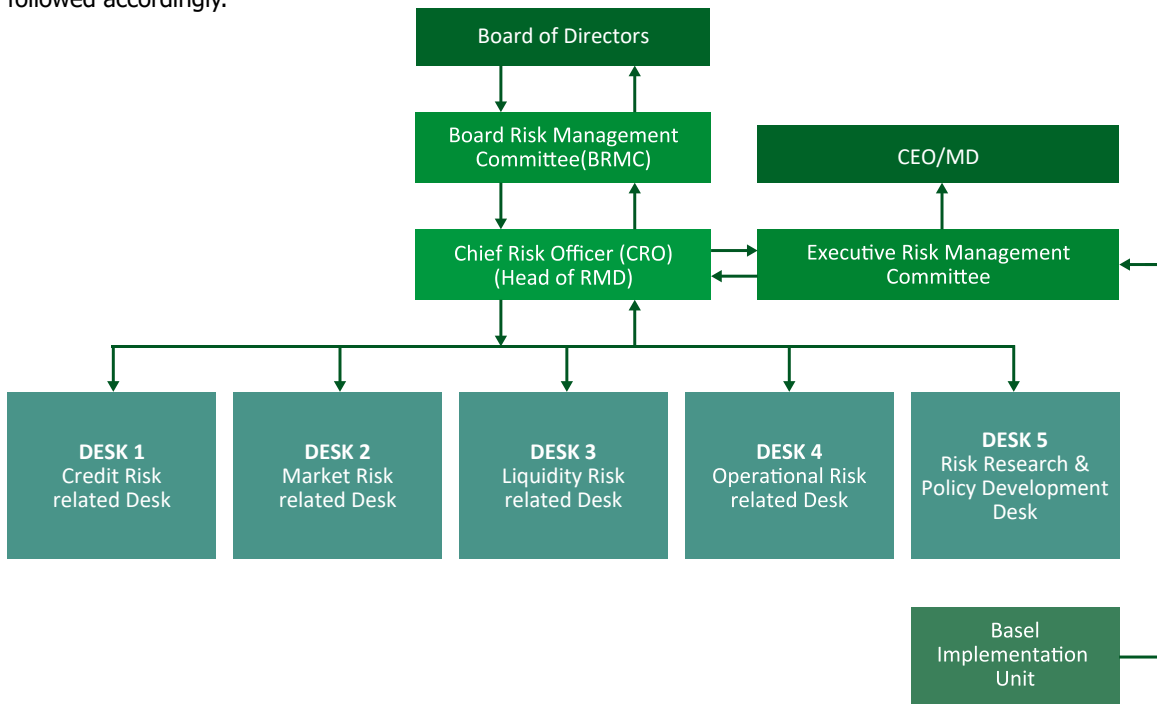 followed accordingly.
Board of Directors
Board Risk Management
Committee(BRMC)
CEO/MD
Chief Risk Officer (CRO)
(Head of RMD)
Executive Risk Management
Committee
DESK 1
Credit Risk
related Desk
DESK 2
Market Risk
related Desk
DESK 3
Liquidity Risk
related Desk
DESK 4
Operational Risk
related Desk
DESK 5
Risk Research &
Policy Development
Desk
Basel
Implementation
Unit